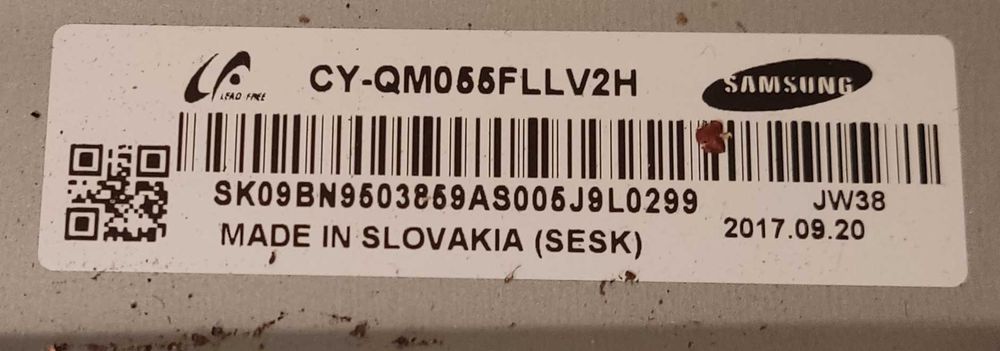 LEAD FREE
CY-QM055FLLV2H
SAMSUNG
SK09BN9503859AS005J9L0299
JW38
MADE IN SLOVAKIA (SESK)
2017.09.20